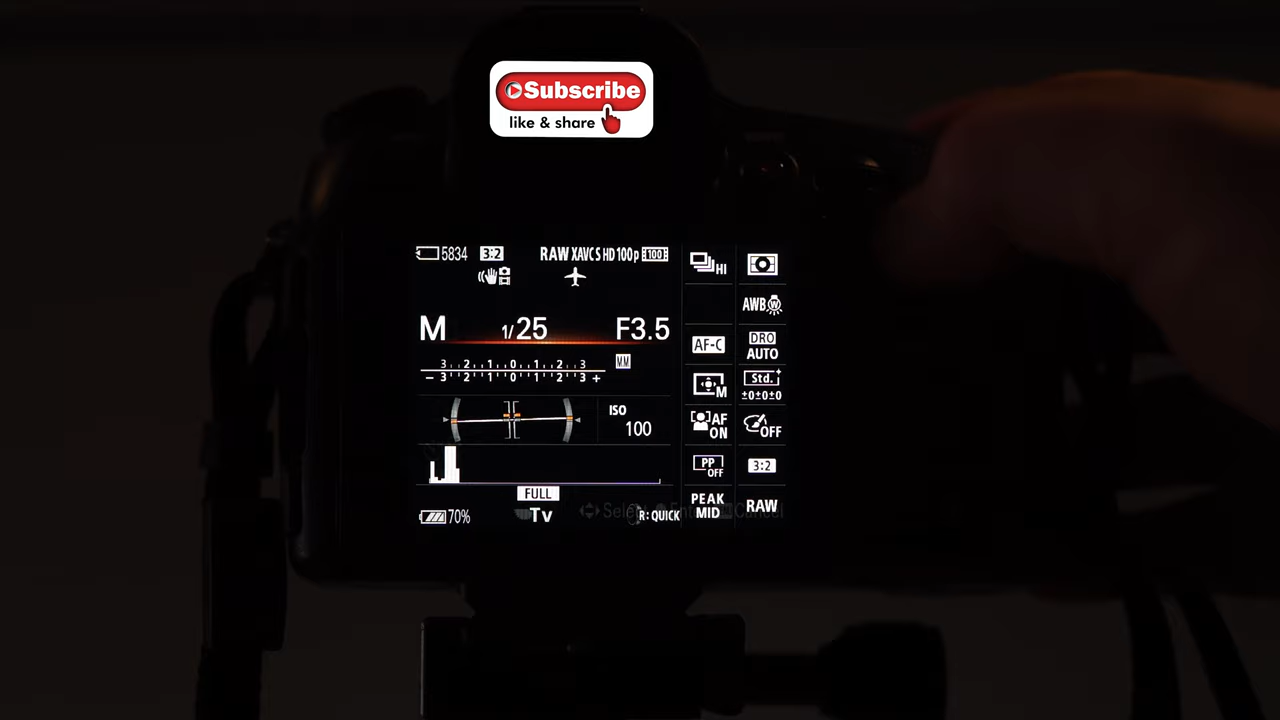 Subscribe
like & share
5834 3:2 RAW XAVC S HD 100p 100
HI
AWB
M 1/25 F3.5
AF-C
DRO
AUTO
3 2 1 0 1 2 3
- 3 2 1 0 1 2 3 +
M
Std.
±0±0±0
ISO
100
AF
ON
OFF
PP
OFF
3:2
FULL
PEAK
MID
RAW
70%
Tv
R: QUICK
Cancel